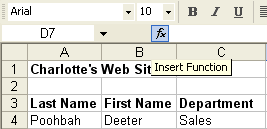 Arial 10 B I
D7 fx
A B C
1 Charlotte's Web Sit
Insert Function
2
3 Last Name First Name Department
4 Poohbah Deeter Sales